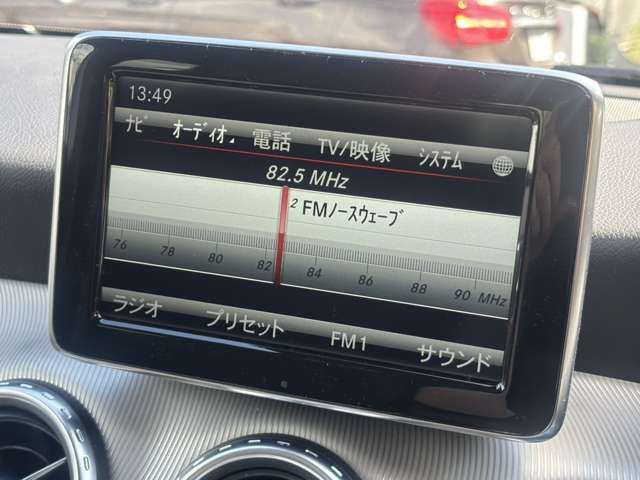 13:49
ﾅﾋﾞ ｵｰﾃﾞｨｵ 電話 TV/映像 ｼｽﾃﾑ
82.5 MHz
2 FMﾉｰｽｳｪｰﾌﾞ
76 78 80 82 84 86 88 90 MHz
ラジオ プリセット FM1 サウンド